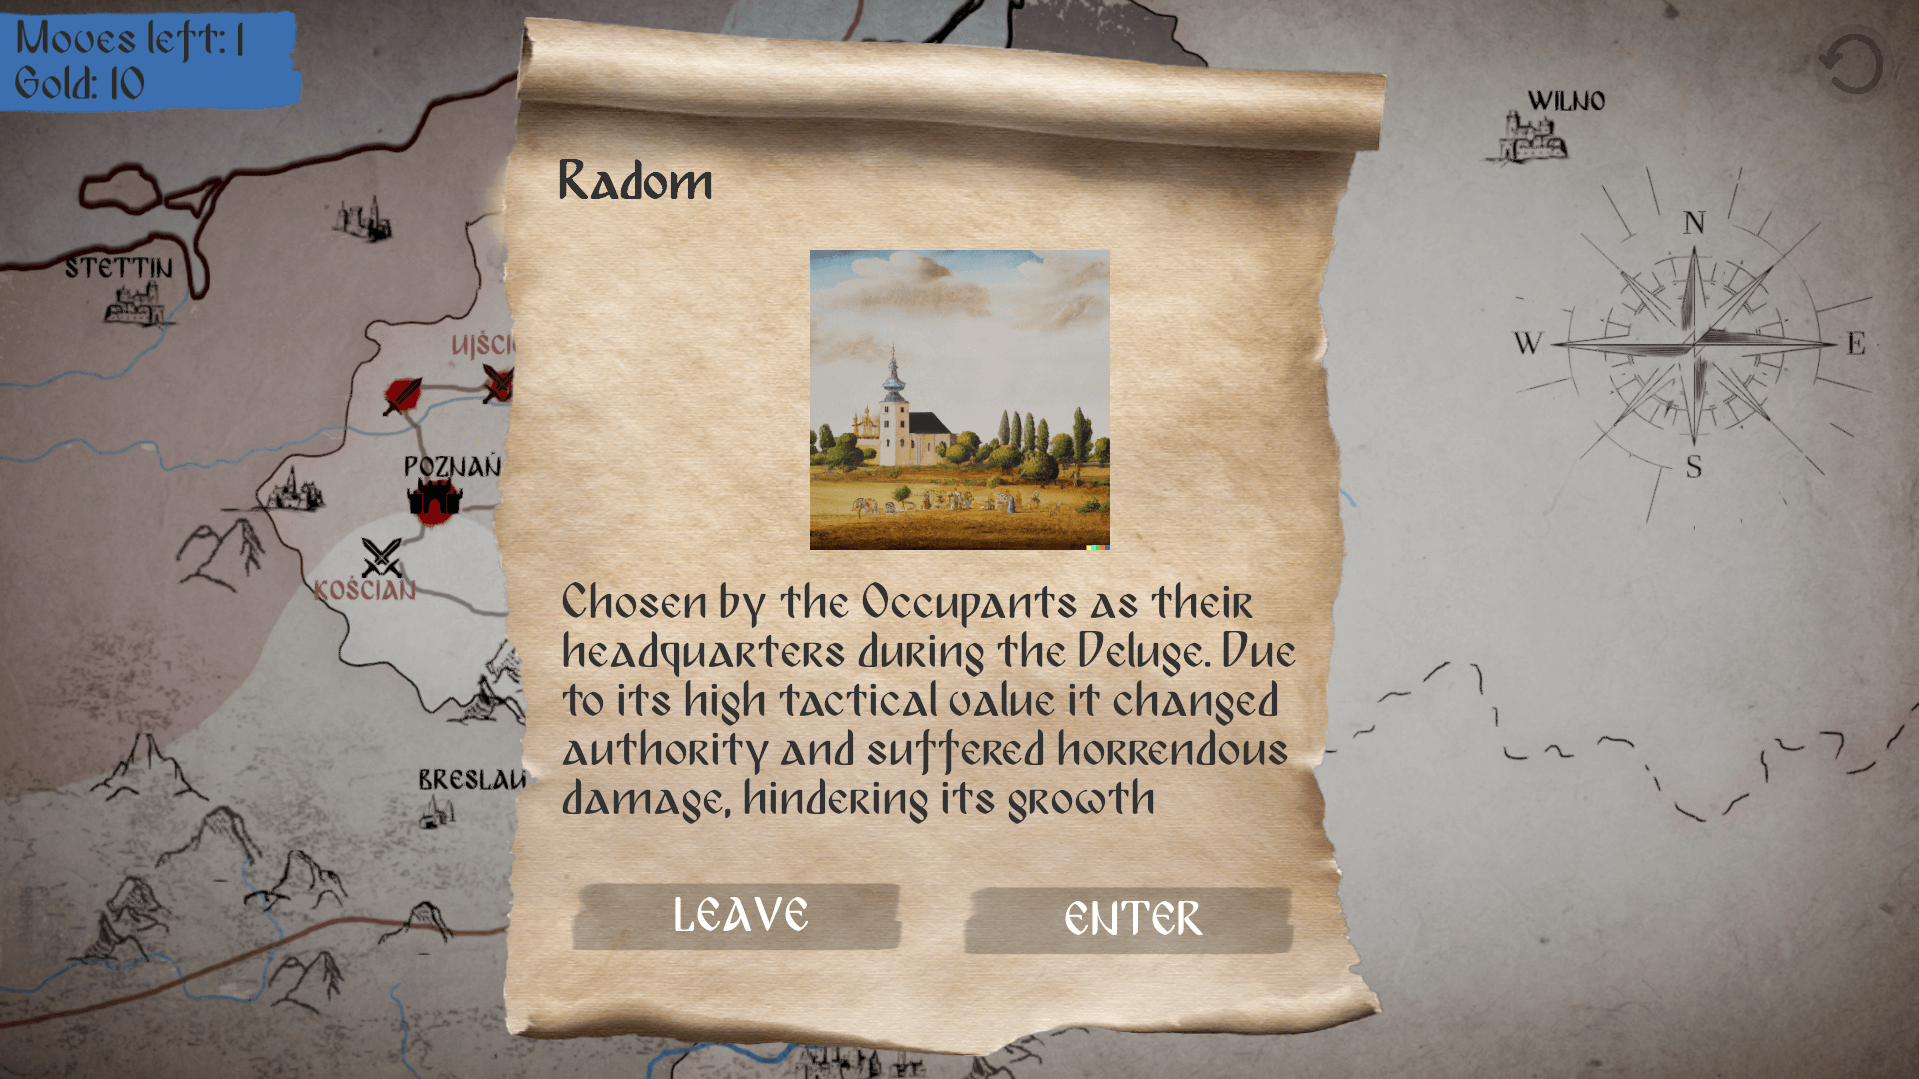 Moves left: 1
Gold: 10
WILNO
Radom
N
STETTIN
W
E
S
POZNAŃ
KOŚCIAN
Chosen by the Occupants as their
headquarters during the Deluge. Due
to its high tactical value it changed
authority and suffered horrendous
damage, hindering its growth
BRESLAU
LEAVE
ENTER